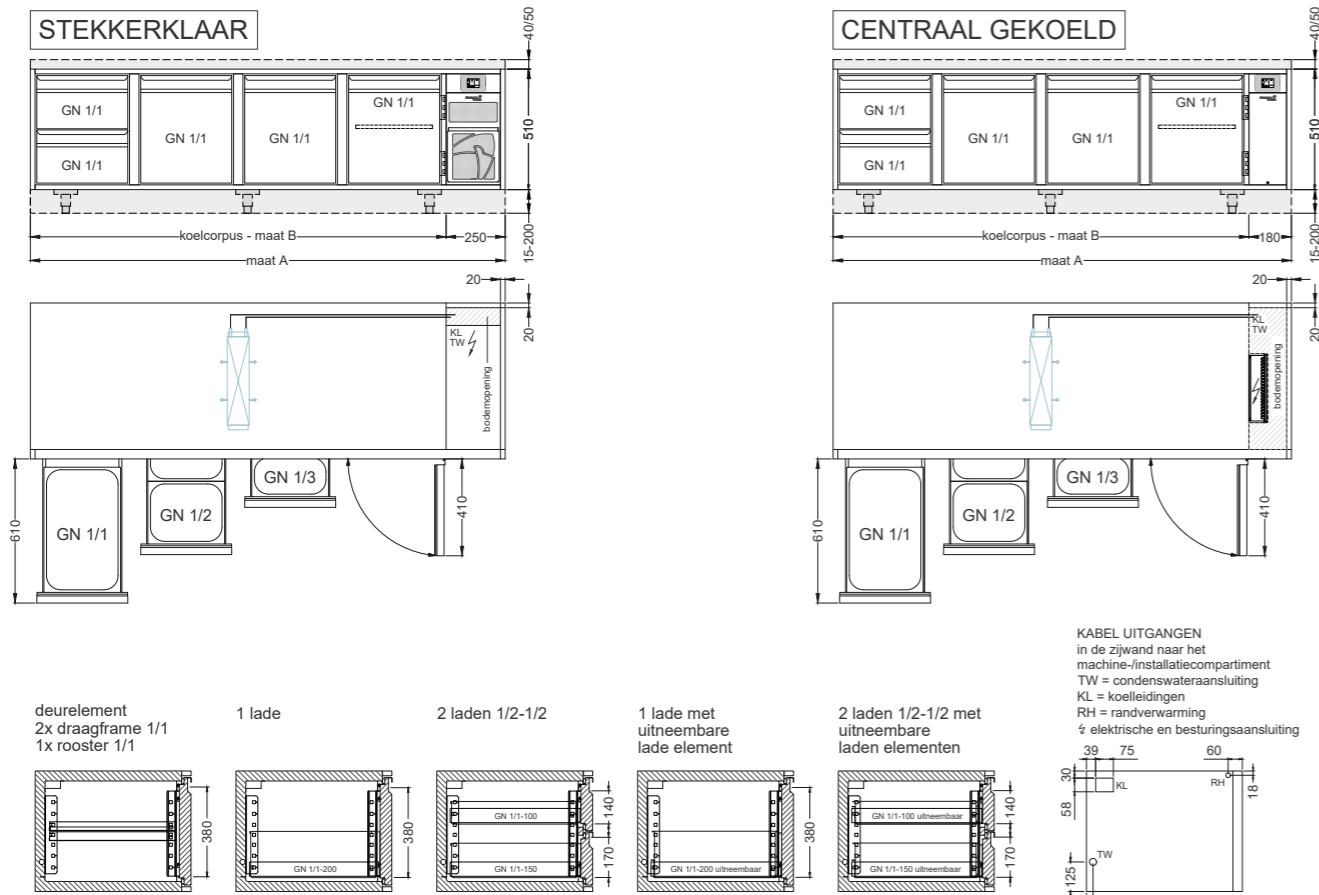 STEKKERKLAAR
40/50
GN 1/1
GN 1/1
GN 1/1
GN 1/1
GN 1/1
510
koelcorpus - maat B
250
maat A
15-200
20
20
KL
TW
bodemopening
GN 1/1
GN 1/2
GN 1/3
610
410
CENTRAAL GEKOELD
40/50
GN 1/1
GN 1/1
GN 1/1
GN 1/1
GN 1/1
510
koelcorpus - maat B
180
maat A
15-200
20
20
KL
TW
bodemopening
GN 1/1
GN 1/2
GN 1/3
610
410
KABEL UITGANGEN
in de zijwand naar het
machine-/installatiecompartiment
TW = condenswateraansluiting
KL = koelleidingen
RH = randverwarming
elektrische en besturingsaansluiting
deurelement
2x draagframe 1/1
1x rooster 1/1
380
1 lade
GN 1/1-200
380
2 laden 1/2-1/2
GN 1/1-100
GN 1/1-150
140
170
1 lade met
uitneembare
lade element
GN 1/1-200 uitneembaar
380
2 laden 1/2-1/2 met
uitneembare
laden elementen
GN 1/1-100 uitneembaar
GN 1/1-150 uitneembaar
140
170
39
75
60
30
KL
RH
18
58
TW
125